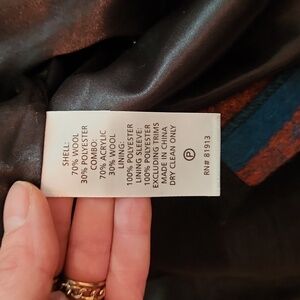 SHELL:
70% WOOL
30% POLYESTER
COMBO:
70% ACRYLIC
30% WOOL
LINING:
100% POLYESTER
LINING SLEEVE:
100% POLYESTER
EXCLUDING TRIMS
MADE IN CHINA
DRY CLEAN ONLY
P
RN# 81913